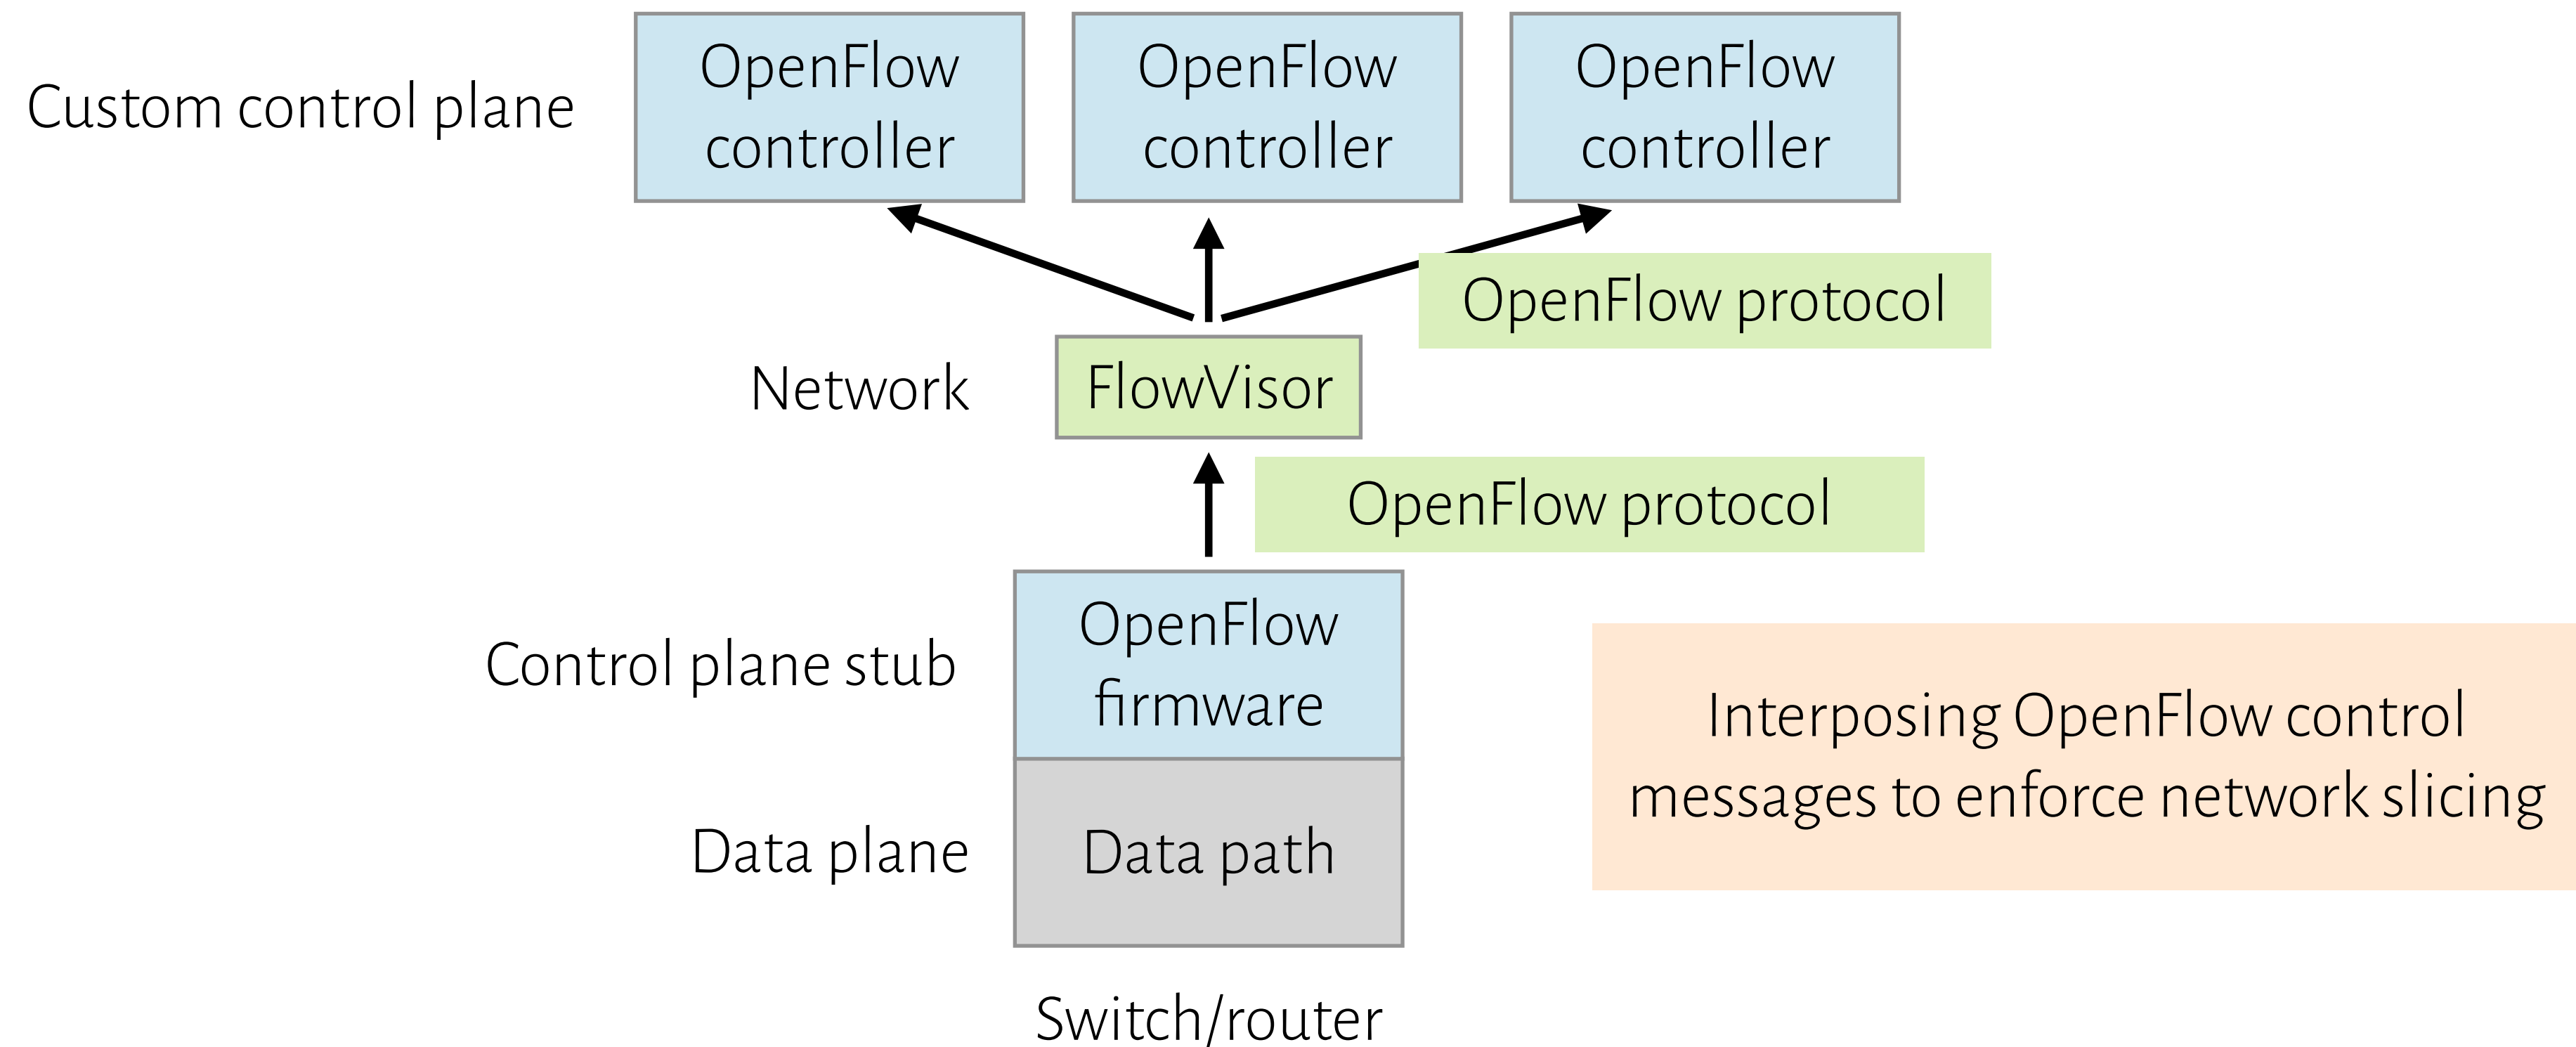 Custom control plane
OpenFlow
controller
OpenFlow
controller
OpenFlow
controller
OpenFlow protocol
Network
FlowVisor
OpenFlow protocol
Control plane stub
OpenFlow
firmware
Interposing OpenFlow control
messages to enforce network slicing
Data plane
Data path
Switch/router